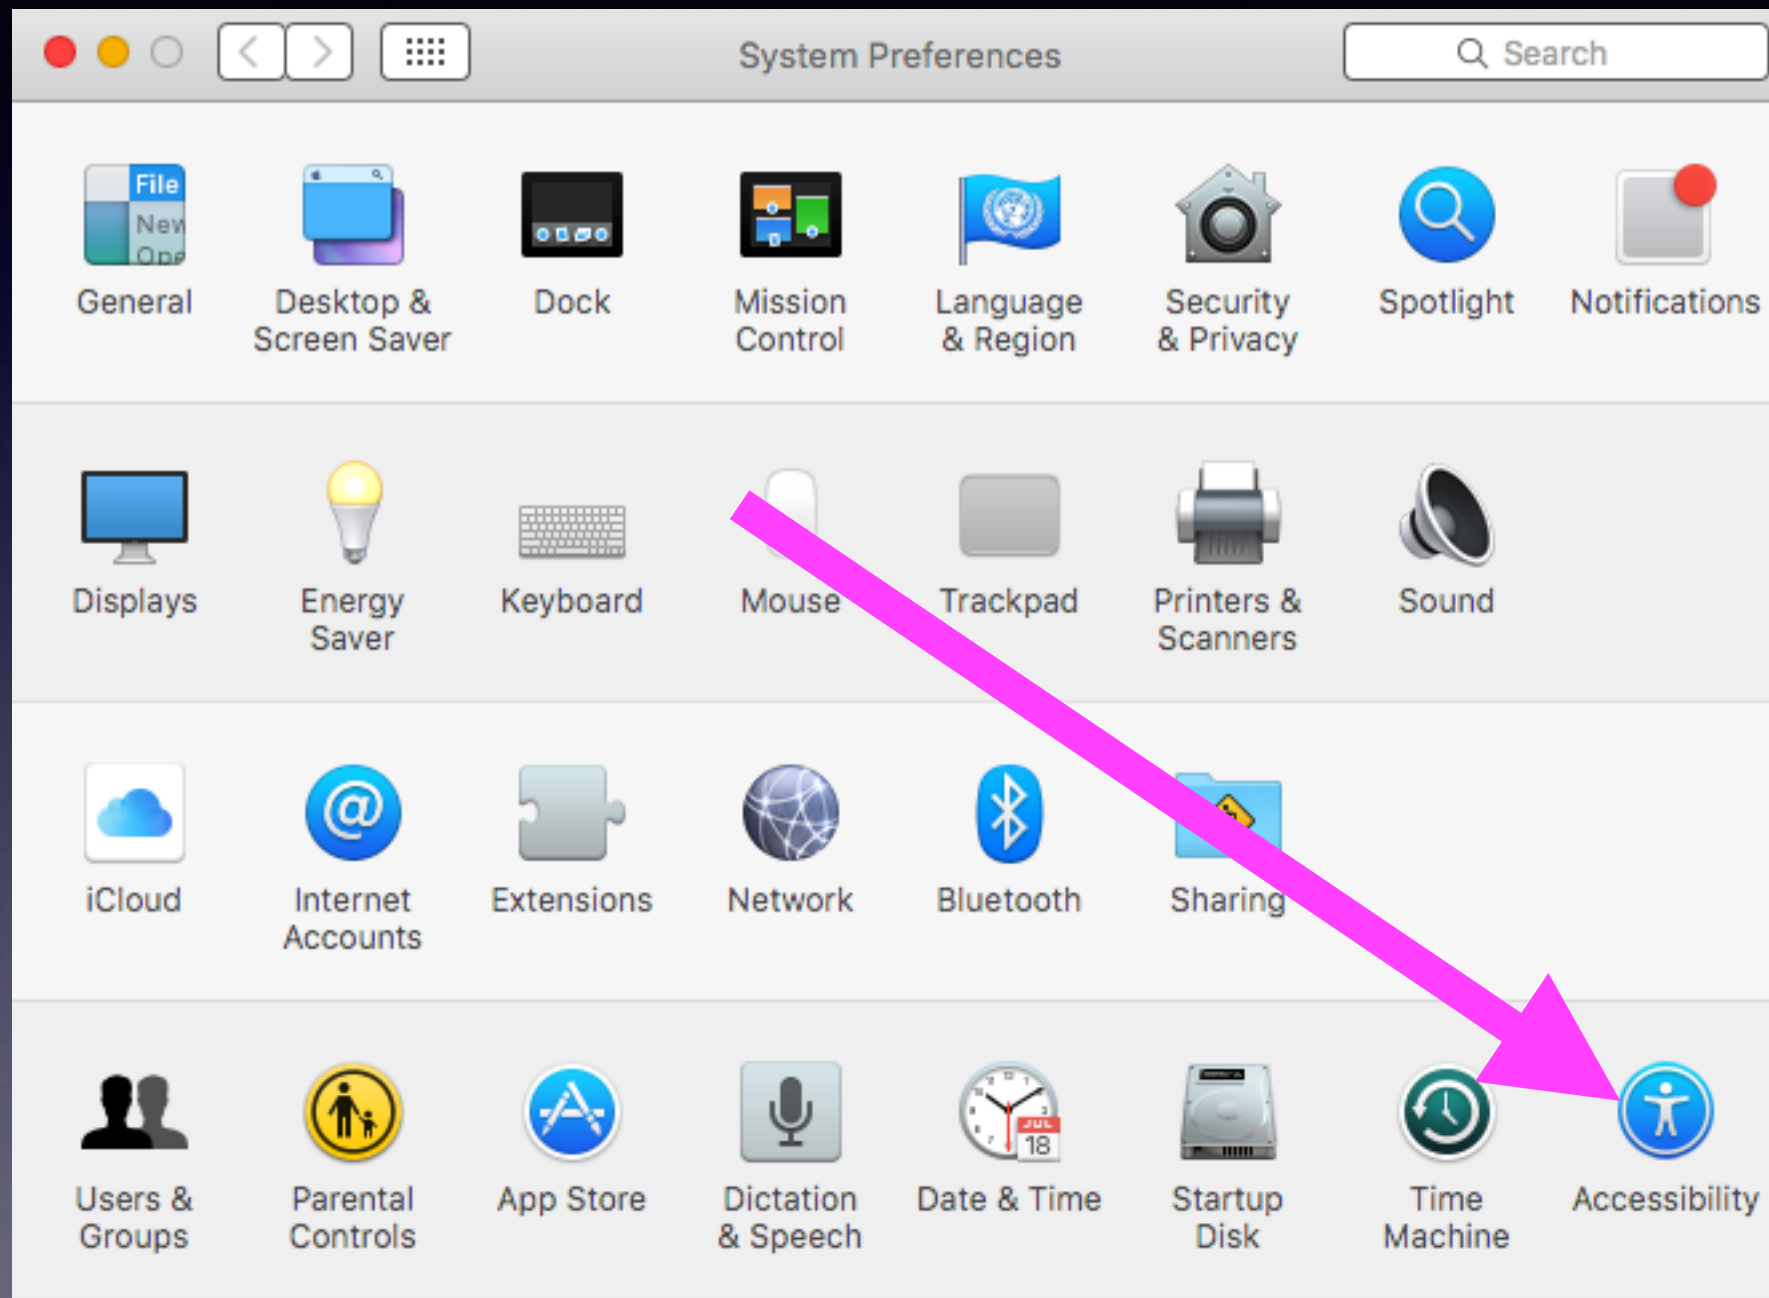 System Preferences
Search
File
New
Ope
General
Desktop &
Screen Saver
Dock
Mission
Control
Language
& Region
Security
& Privacy
Spotlight
Notifications
Displays
Energy
Saver
Keyboard
Mouse
Trackpad
Printers &
Scanners
Sound
iCloud
Internet
Accounts
Extensions
Network
Bluetooth
Sharing
JUL
18
Users &
Groups
Parental
Controls
App Store
Dictation
& Speech
Date & Time
Startup
Disk
Time
Machine
Accessibility